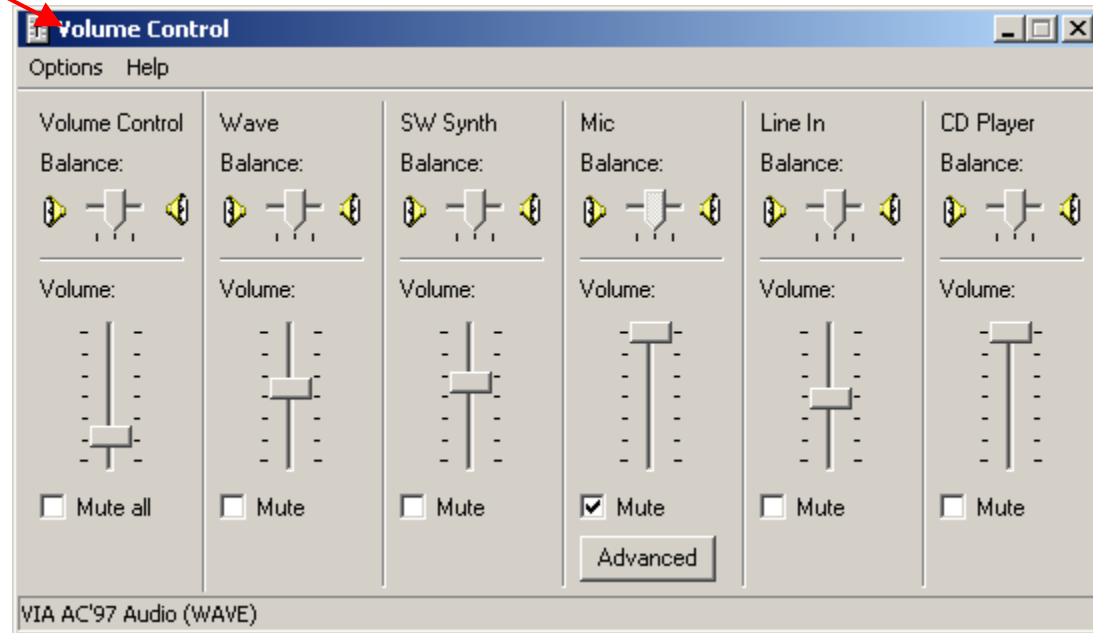 Volume Control
Options Help
Volume Control Wave SW Synth Mic Line In CD Player
Balance: Balance: Balance: Balance: Balance: Balance:
Volume: Volume: Volume: Volume: Volume: Volume:
Mute all Mute Mute Mute Mute Mute
Advanced
VIA AC'97 Audio (WAVE)